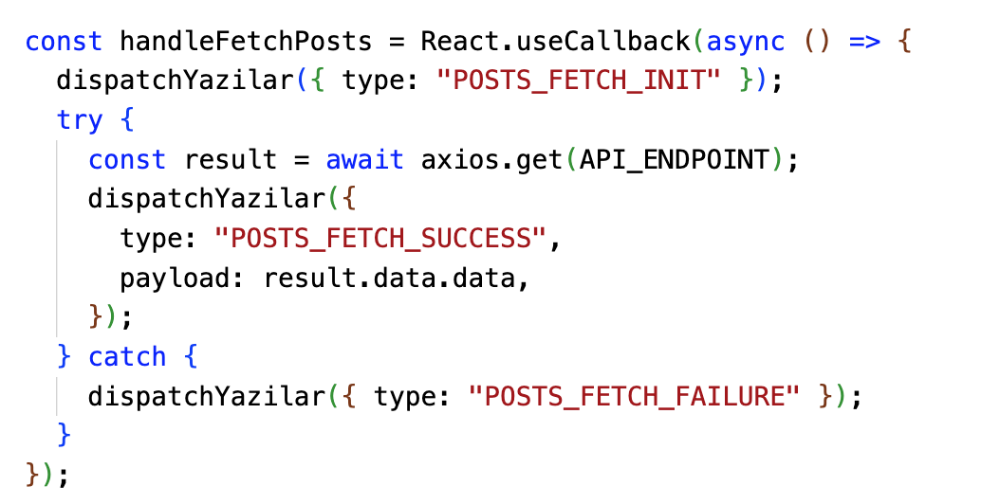 const handleFetchPosts = React.useCallback(async () => {
  dispatchYazilar({ type: "POSTS_FETCH_INIT" });
  try {
    const result = await axios.get(API_ENDPOINT);
    dispatchYazilar({
      type: "POSTS_FETCH_SUCCESS",
      payload: result.data.data,
    });
  } catch {
    dispatchYazilar({ type: "POSTS_FETCH_FAILURE" });
  }
});